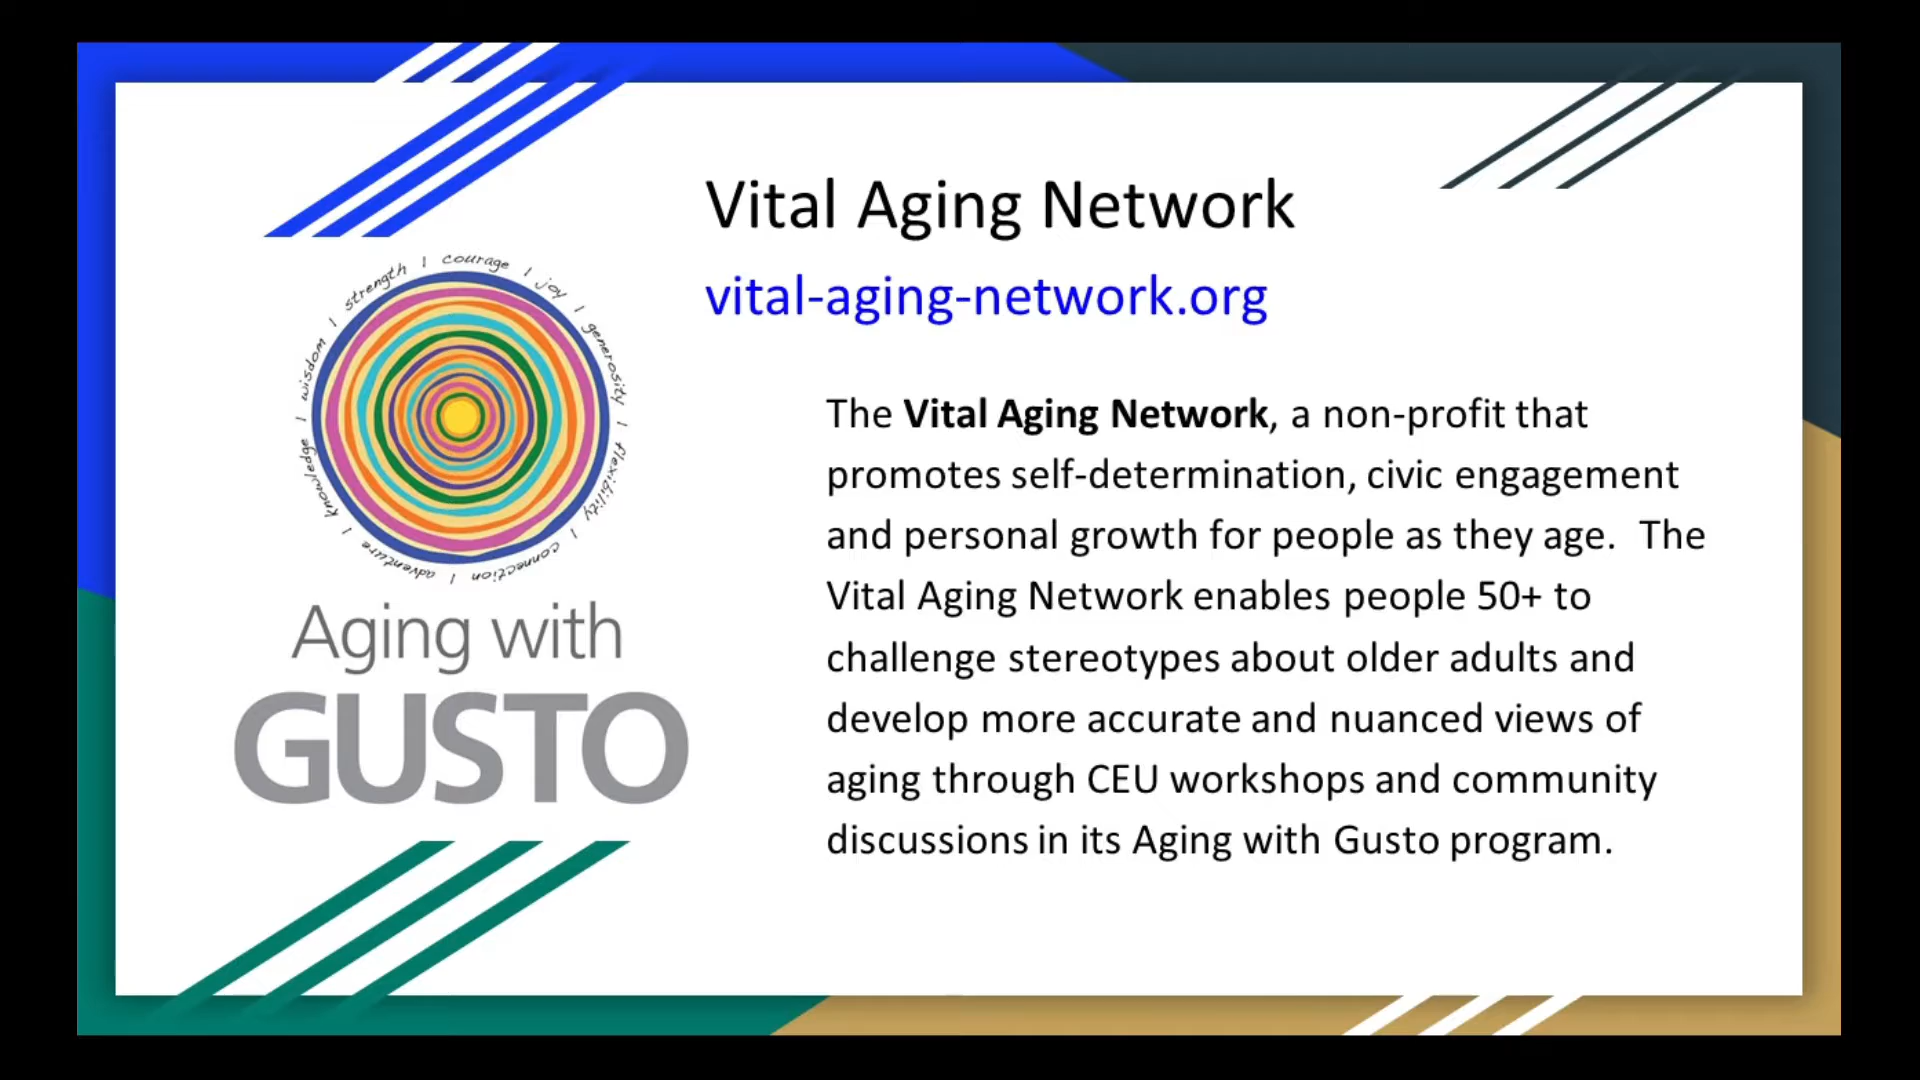 Vital Aging Network
vital-aging-network.org
strength | courage | joy | generosity | flexibility | connection | adventure | knowledge | wisdom |
Aging with
GUSTO
The Vital Aging Network, a non-profit that
promotes self-determination, civic engagement
and personal growth for people as they age.  The
Vital Aging Network enables people 50+ to
challenge stereotypes about older adults and
develop more accurate and nuanced views of
aging through CEU workshops and community
discussions in its Aging with Gusto program.